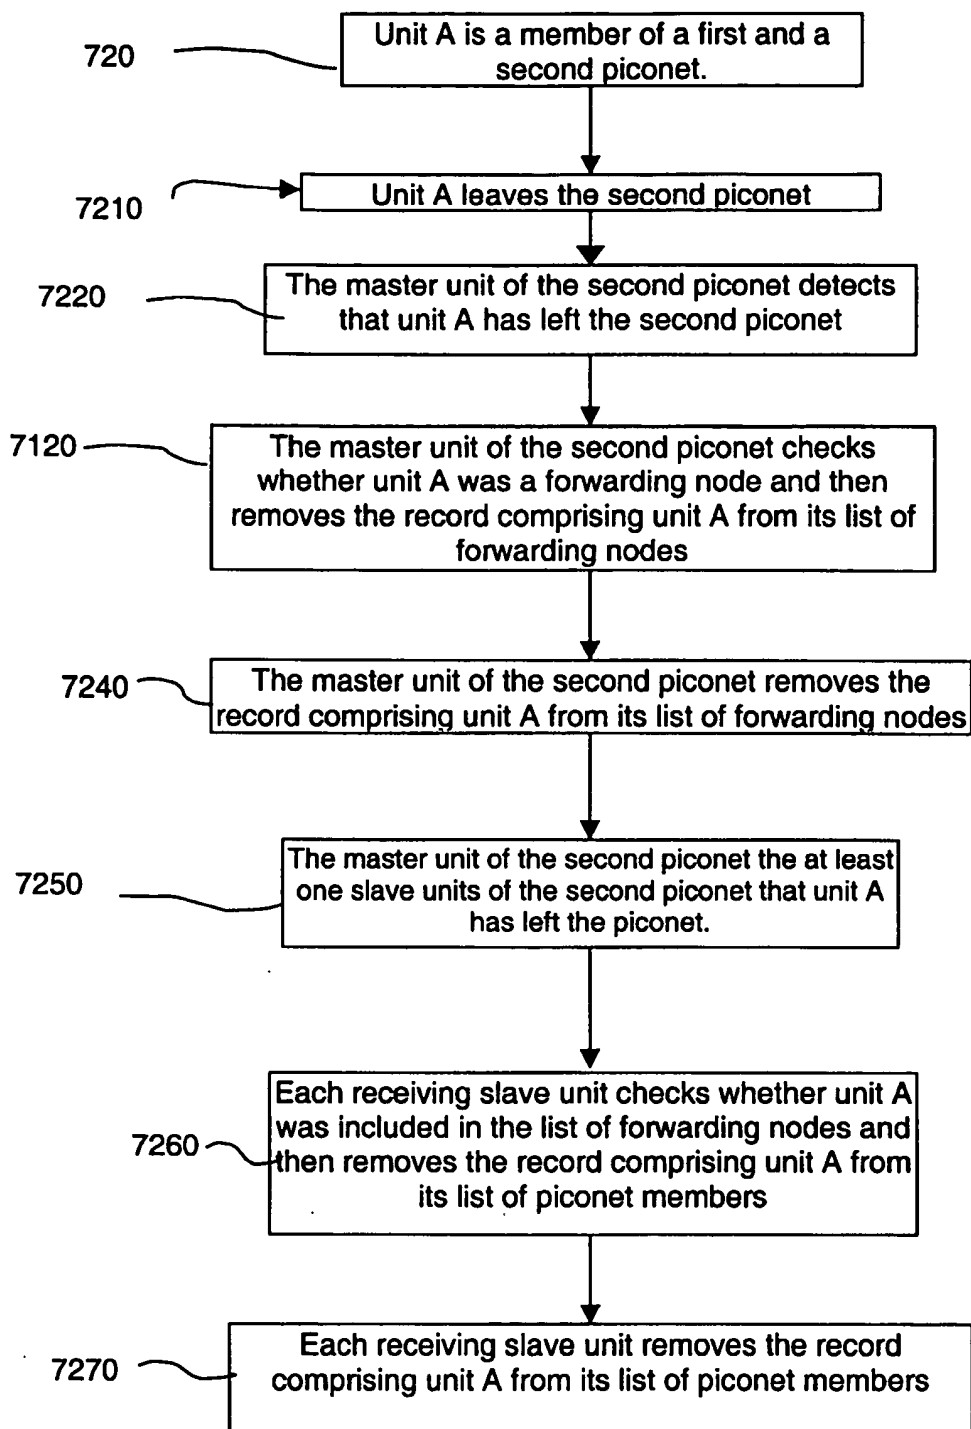 720
Unit A is a member of a first and a
second piconet.
7210
Unit A leaves the second piconet
7220
The master unit of the second piconet detects
that unit A has left the second piconet
7120
The master unit of the second piconet checks
whether unit A was a forwarding node and then
removes the record comprising unit A from its list of
forwarding nodes
7240
The master unit of the second piconet removes the
record comprising unit A from its list of forwarding nodes
7250
The master unit of the second piconet the at least
one slave units of the second piconet that unit A
has left the piconet.
7260
Each receiving slave unit checks whether unit A
was included in the list of forwarding nodes and
then removes the record comprising unit A from
its list of piconet members
7270
Each receiving slave unit removes the record
comprising unit A from its list of piconet members